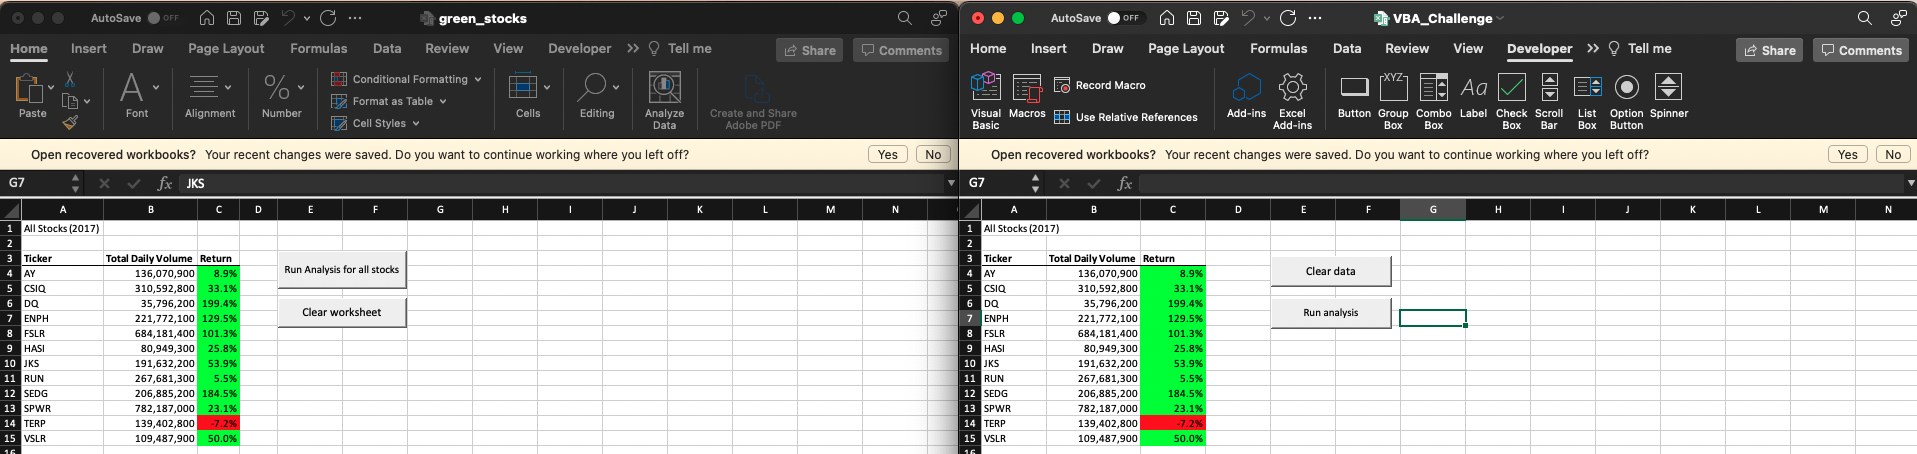 AutoSave OFF green_stocks
Home Insert Draw Page Layout Formulas Data Review View Developer >> Tell me Share Comments
Paste Font Alignment % Number Conditional Formatting Format as Table Cell Styles Cells Editing Analyze Data Create and Share Adobe PDF
Open recovered workbooks? Your recent changes were saved. Do you want to continue working where you left off? Yes No
G7 fx JKS
A B C D E F G H I J K L M N
1 All Stocks (2017)
2
3 Ticker Total Daily Volume Return
4 AY 136,070,900 8.9%
5 CSIQ 310,592,800 33.1%
6 DQ 35,796,200 199.4%
7 ENPH 221,772,100 129.5%
8 FSLR 684,181,400 101.3%
9 HASI 80,949,300 25.8%
10 JKS 191,632,200 53.9%
11 RUN 267,681,300 5.5%
12 SEDG 206,885,200 184.5%
13 SPWR 782,187,000 23.1%
14 TERP 139,402,800 -7.2%
15 VSLR 109,487,900 50.0%
16
Run Analysis for all stocks
Clear worksheet
AutoSave OFF VBA_Challenge
Home Insert Draw Page Layout Formulas Data Review View Developer >> Tell me Share Comments
Visual Basic Macros Record Macro Use Relative References Add-ins Excel Add-ins Button XYZ Group Box Combo Box Aa Label Check Box Scroll Bar List Box Option Button Spinner
Open recovered workbooks? Your recent changes were saved. Do you want to continue working where you left off? Yes No
G7 fx
A B C D E F G H I J K L M N
1 All Stocks (2017)
2
3 Ticker Total Daily Volume Return
4 AY 136,070,900 8.9%
5 CSIQ 310,592,800 33.1%
6 DQ 35,796,200 199.4%
7 ENPH 221,772,100 129.5%
8 FSLR 684,181,400 101.3%
9 HASI 80,949,300 25.8%
10 JKS 191,632,200 53.9%
11 RUN 267,681,300 5.5%
12 SEDG 206,885,200 184.5%
13 SPWR 782,187,000 23.1%
14 TERP 139,402,800 -7.2%
15 VSLR 109,487,900 50.0%
16
Clear data
Run analysis